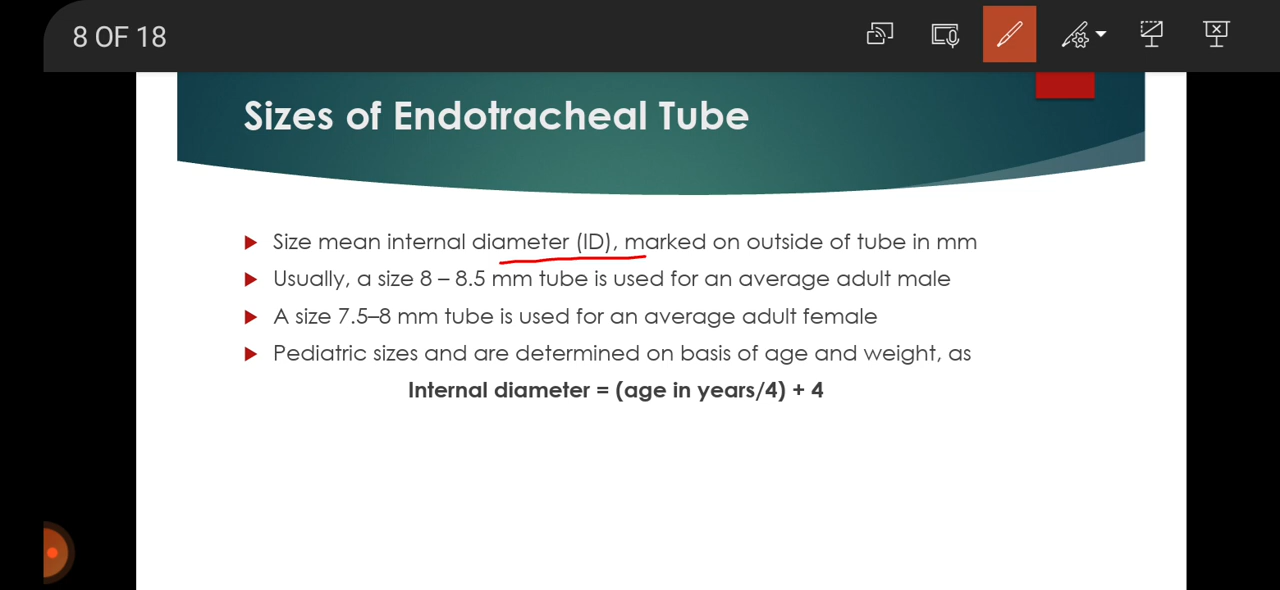 8 OF 18
Sizes of Endotracheal Tube
Size mean internal diameter (ID), marked on outside of tube in mm
Usually, a size 8 – 8.5 mm tube is used for an average adult male
A size 7.5–8 mm tube is used for an average adult female
Pediatric sizes and are determined on basis of age and weight, as
Internal diameter = (age in years/4) + 4